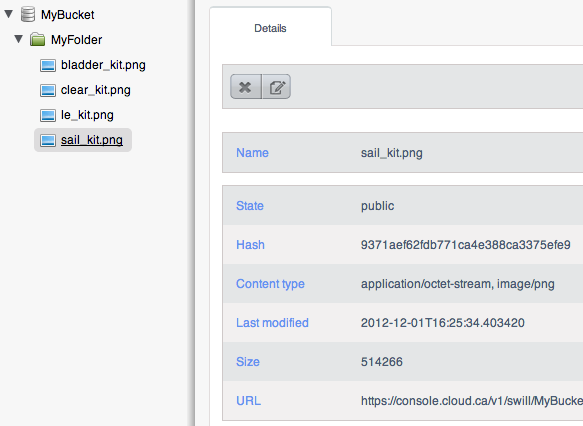 MyBucket
MyFolder
bladder_kit.png
clear_kit.png
le_kit.png
sail_kit.png
Details
Name sail_kit.png
State public
Hash 9371aef62fdb771ca4e388ca3375efe9
Content type application/octet-stream, image/png
Last modified 2012-12-01T16:25:34.403420
Size 514266
URL https://console.cloud.ca/v1/swill/MyBucke